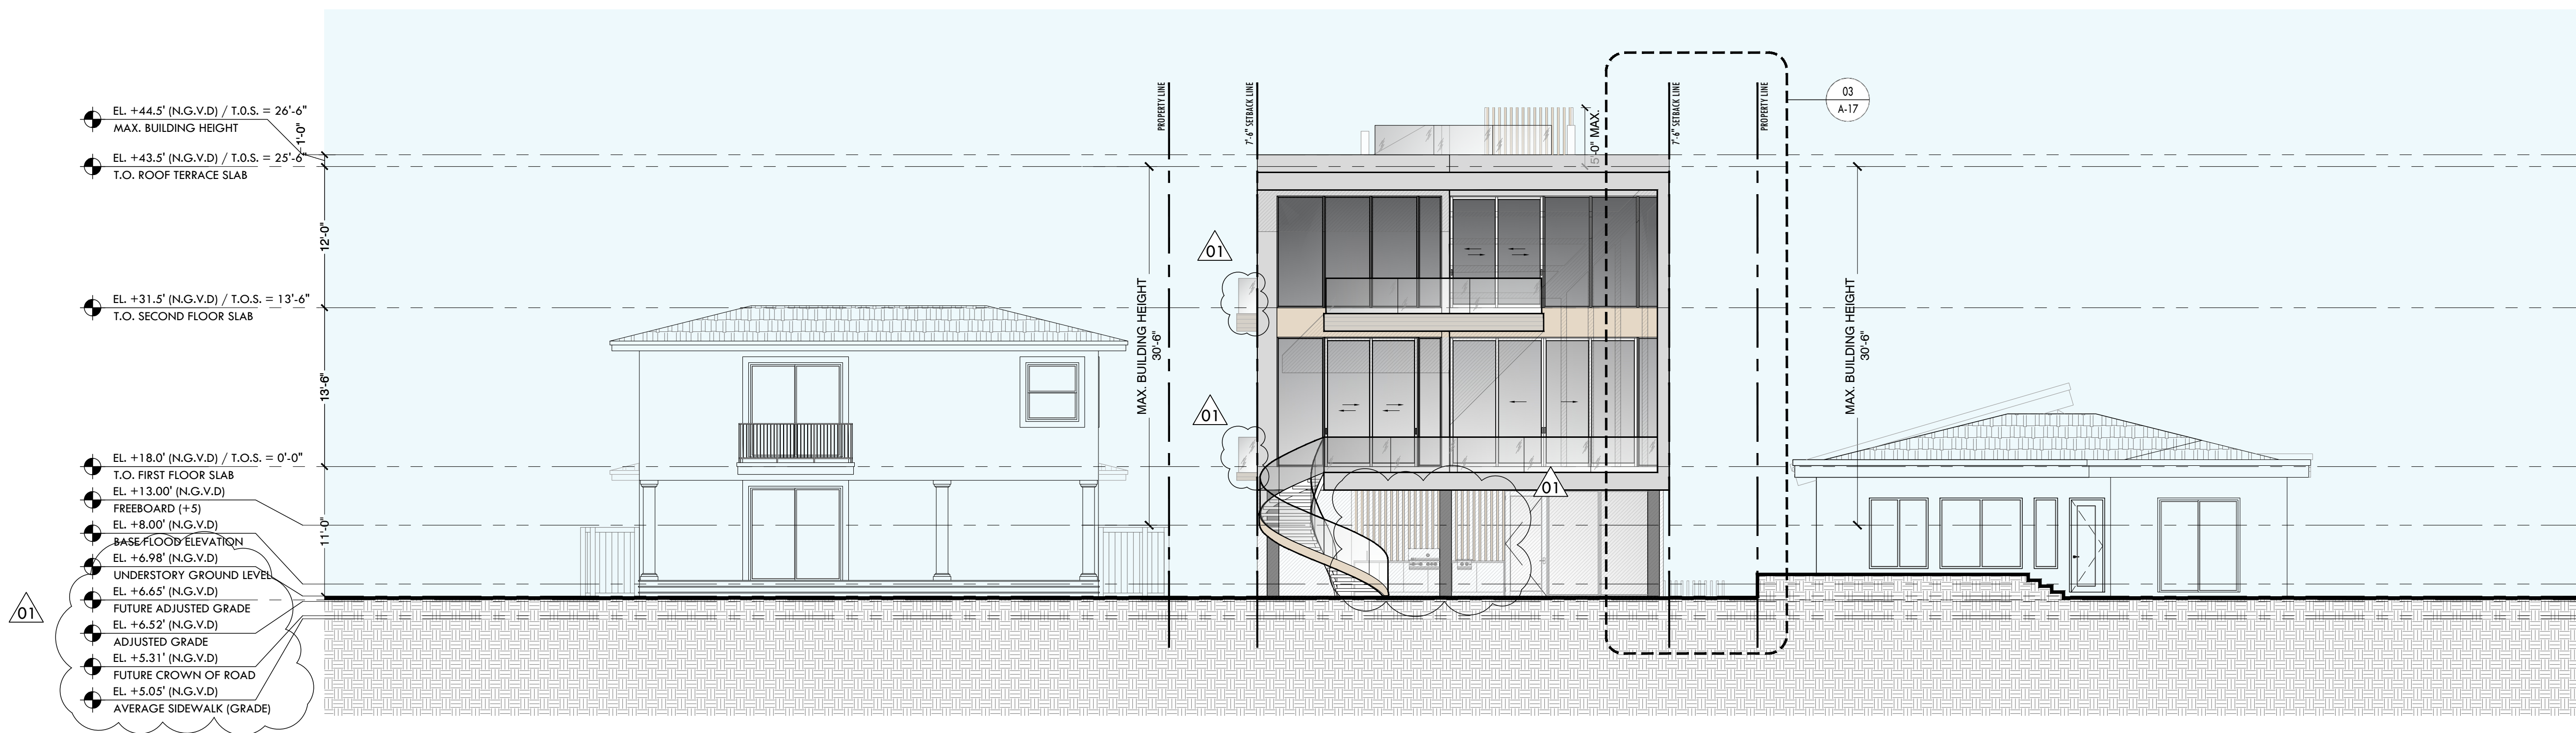 EL. +44.5' (N.G.V.D) / T.0.S. = 26'-6"
MAX. BUILDING HEIGHT
1'-0"
EL. +43.5' (N.G.V.D) / T.0.S. = 25'-6"
T.O. ROOF TERRACE SLAB
12'-0"
EL. +31.5' (N.G.V.D) / T.O.S. = 13'-6"
T.O. SECOND FLOOR SLAB
13'-6"
EL. +18.0' (N.G.V.D) / T.O.S. = 0'-0"
T.O. FIRST FLOOR SLAB
EL. +13.00' (N.G.V.D)
FREEBOARD (+5)
EL. +8.00' (N.G.V.D)
BASE FLOOD ELEVATION
11'-0"
EL. +6.98' (N.G.V.D)
UNDERSTORY GROUND LEVEL
EL. +6.65' (N.G.V.D)
FUTURE ADJUSTED GRADE
EL. +6.52' (N.G.V.D)
ADJUSTED GRADE
EL. +5.31' (N.G.V.D)
FUTURE CROWN OF ROAD
EL. +5.05' (N.G.V.D)
AVERAGE SIDEWALK (GRADE)
01
MAX. BUILDING HEIGHT
30'-6"
PROPERTY LINE
7'-6" SETBACK LINE
01
01
01
5'-0" MAX.
7'-6" SETBACK LINE
PROPERTY LINE
03
A-17
MAX. BUILDING HEIGHT
30'-6"